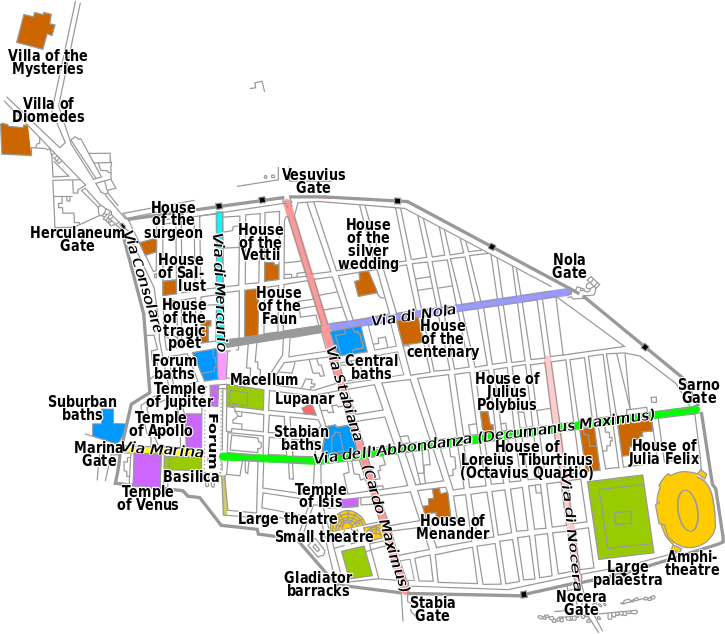 Villa of the
Mysteries
Villa of
Diomedes
Vesuvius
Gate
Herculaneum
Gate
House
of the
surgeon
House
of the
Vettii
House
of the
silver
wedding
Nola
Gate
Via Consolare
Via di Mercurio
House
of Sal-
lust
House
of the
Faun
House
of the
tragic
poet
Via di Nola
House
of the
centenary
Forum
baths
Central
baths
Via Stabiana (Cardo Maximus)
Temple
of Jupiter
Macellum
Lupanar
House of
Julius
Polybius
Sarno
Gate
Suburban
baths
Temple
of Apollo
Forum
Stabian
baths
Via dell'Abbondanza (Decumanus Maximus)
Marina
Gate
Via Marina
Basilica
House of
Loreius Tiburtinus
(Octavius Quartio)
House of
Julia Felix
Via di Nocera
Temple
of Venus
Temple
of Isis
Large theatre
Small theatre
House of
Menander
Gladiator
barracks
Stabia
Gate
Nocera
Gate
Large
palaestra
Amphi-
theatre